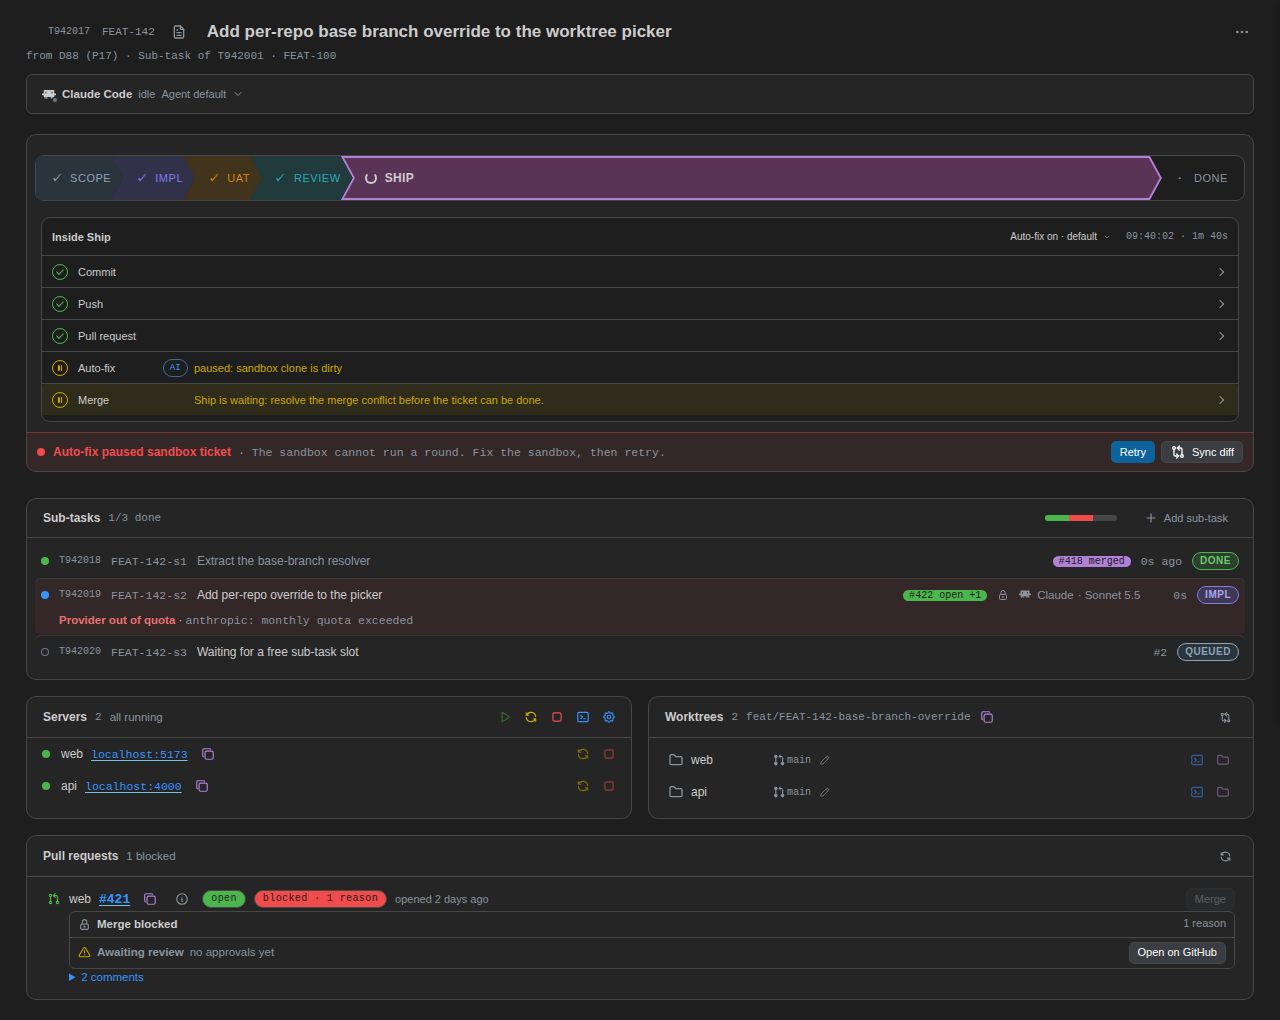 T942017 FEAT-142 Add per-repo base branch override to the worktree picker
from D88 (P17) · Sub-task of T942001 · FEAT-100
Claude Code idle Agent default
SCOPE IMPL UAT REVIEW SHIP · DONE
Inside Ship Auto-fix on · default 09:40:02 · 1m 40s
Commit
Push
Pull request
Auto-fix AI paused: sandbox clone is dirty
Merge Ship is waiting: resolve the merge conflict before the ticket can be done.
Auto-fix paused sandbox ticket · The sandbox cannot run a round. Fix the sandbox, then retry. Retry Sync diff
Sub-tasks 1/3 done Add sub-task
T942018 FEAT-142-s1 Extract the base-branch resolver #418 merged 0s ago DONE
T942019 FEAT-142-s2 Add per-repo override to the picker #422 open +1 Claude · Sonnet 5.5 0s IMPL
Provider out of quota · anthropic: monthly quota exceeded
T942020 FEAT-142-s3 Waiting for a free sub-task slot #2 QUEUED
Servers 2 all running
web localhost:5173
api localhost:4000
Worktrees 2 feat/FEAT-142-base-branch-override
web main
api main
Pull requests 1 blocked
web #421 open blocked · 1 reason opened 2 days ago Merge
Merge blocked 1 reason
Awaiting review no approvals yet Open on GitHub
2 comments